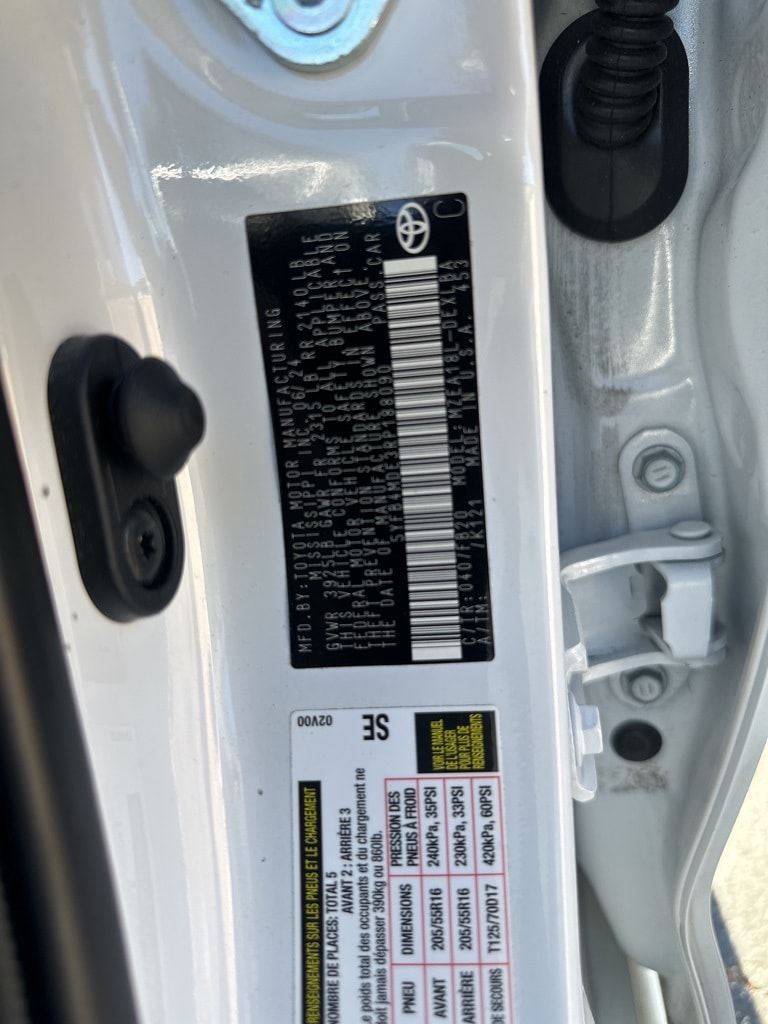 MFD.BY:TOYOTA MOTOR MANUFACTURING
MISSISSIPPI INC. 06/24
GVWR 3925LB GAWR FR 2315 LB RR 2140 LB
THIS VEHICLE CONFORMS TO ALL APPLICABLE
FEDERAL MOTOR VEHICLE SAFETY BUMPER AND
THEFT PREVENTION STANDARDS IN EFFECT ON
THE DATE OF MANUFACTURE SHOWN ABOVE.
PASS. CAR
C/TR:040/FB20 MODEL:
A/TM: /K121 MADE IN U.S.A. 453
C
02V00
SE
RENSEIGNEMENTS SUR LES PNEUS ET LE CHARGEMENT
NOMBRE DE PLACES: TOTAL 5
AVANT 2 : ARRIÈRE 3
Le poids total des occupants et du chargement ne
doit jamais dépasser 390kg ou 860lb.
PNEU DIMENSIONS PRESSION DES PNEUS À FROID
AVANT 205/55R16 240kPa, 35PSI
ARRIÈRE 205/55R16 230kPa, 33PSI
DE SECOURS T125/70D17 420kPa, 60PSI
VOIR LE MANUEL
DE L'USAGER
POUR PLUS DE
RENSEIGNEMENTS